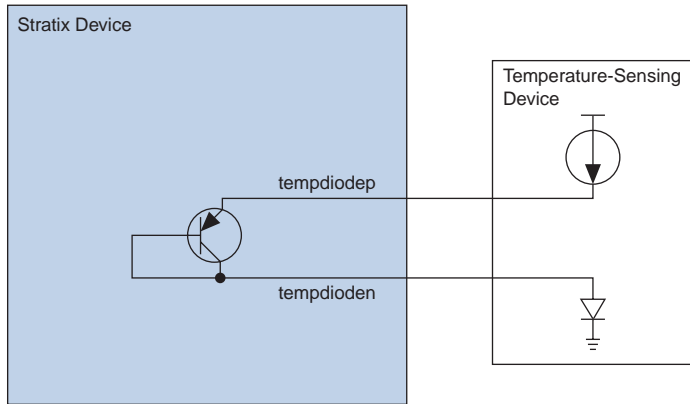 Stratix Device
Temperature-Sensing
Device
tempdiodep
tempdioden